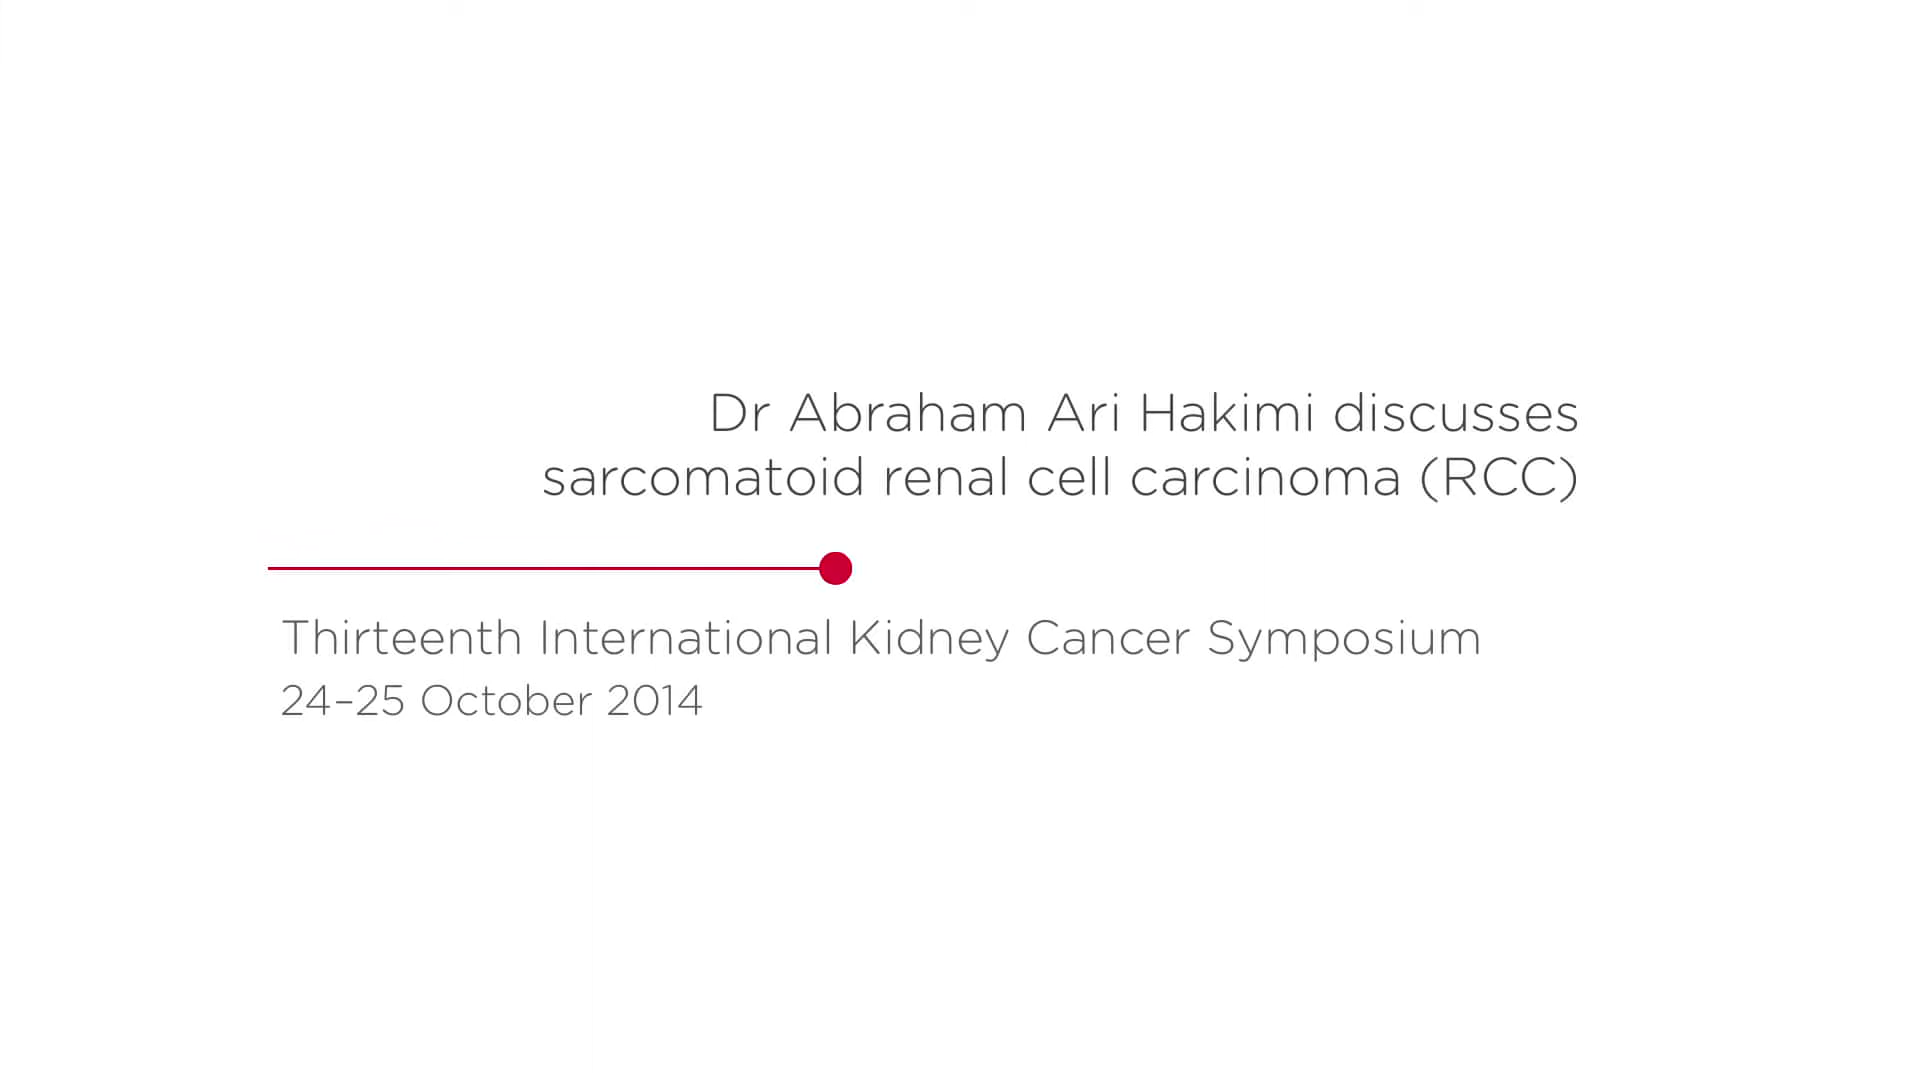 Dr Abraham Ari Hakimi discusses
sarcomatoid renal cell carcinoma (RCC)
Thirteenth International Kidney Cancer Symposium
24–25 October 2014